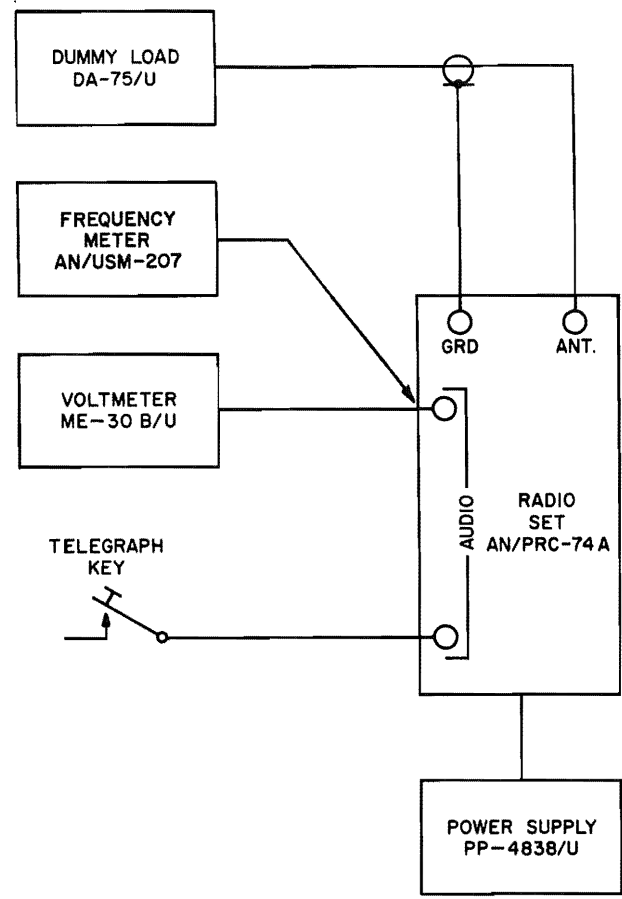 DUMMY LOAD
DA-75/U
FREQUENCY
METER
AN/USM-207
GRD
ANT.
VOLTMETER
ME-30 B/U
AUDIO
RADIO
SET
AN/PRC-74A
TELEGRAPH
KEY
POWER SUPPLY
PP-4838/U